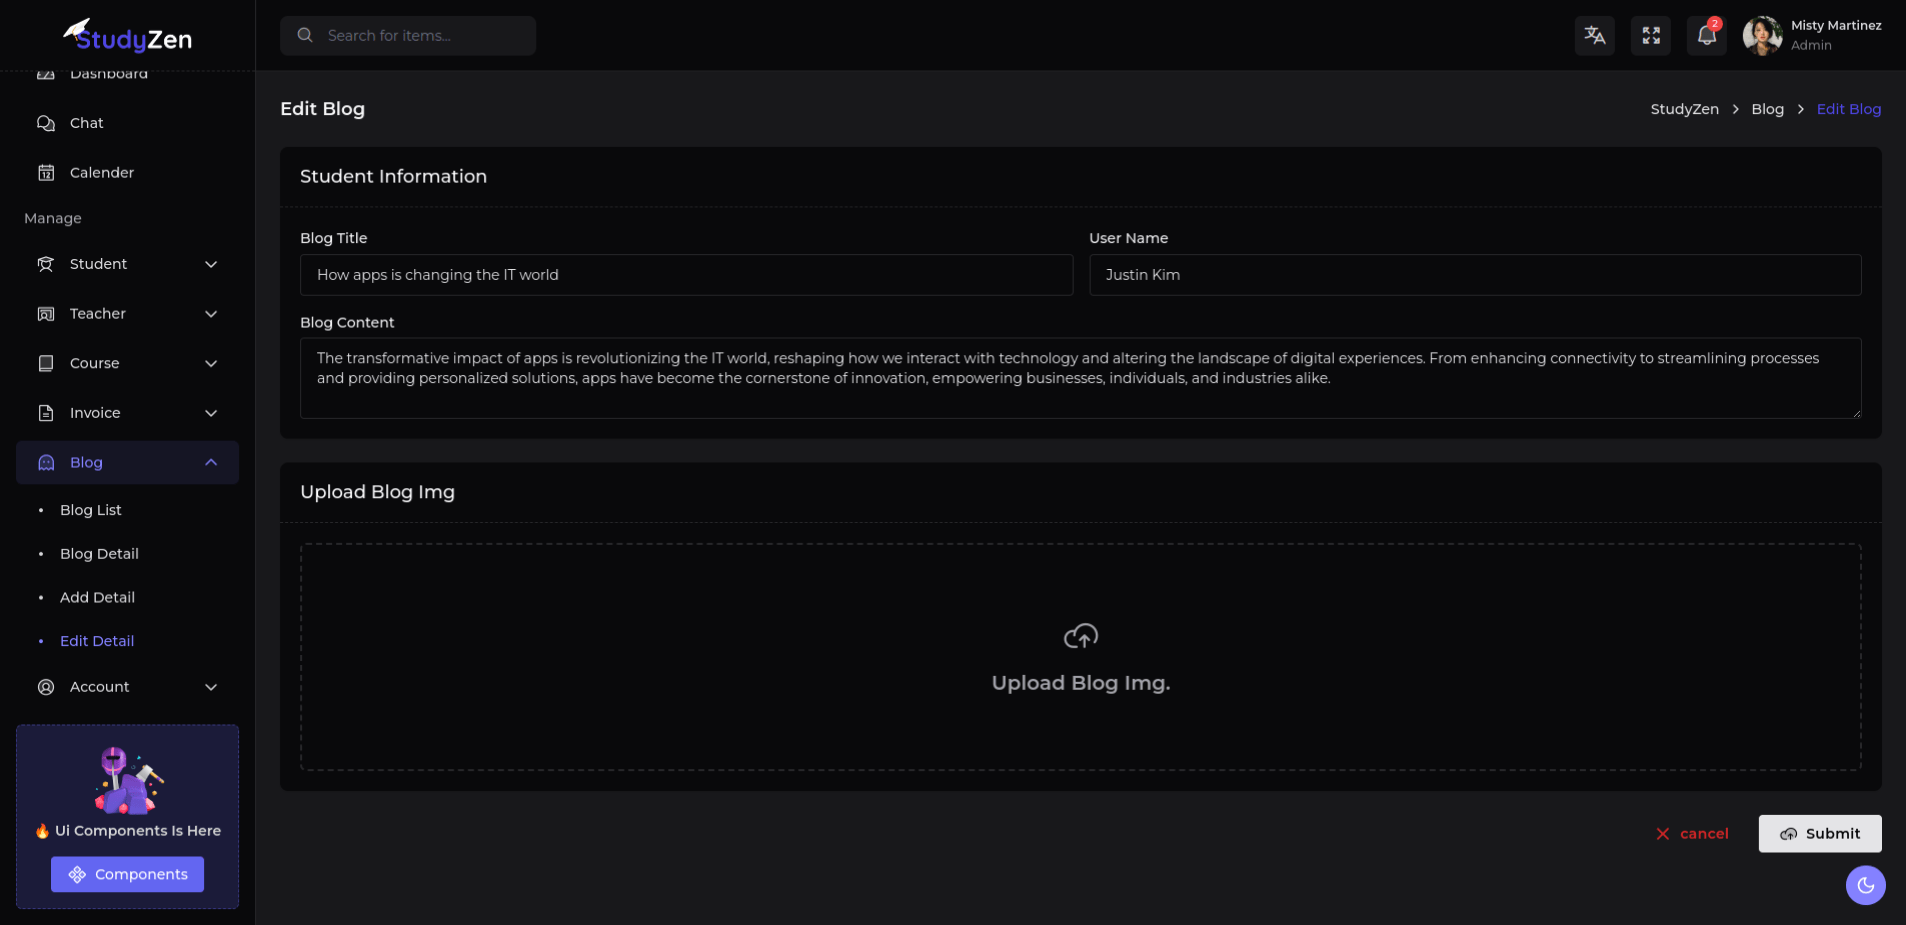 StudyZen
Dashboard
Chat
Calender
Manage
Student
Teacher
Course
Invoice
Blog
Blog List
Blog Detail
Add Detail
Edit Detail
Account
🔥 Ui Components Is Here
Components
Search for items...
2
Misty Martinez
Admin
Edit Blog
StudyZen > Blog > Edit Blog
Student Information
Blog Title
How apps is changing the IT world
User Name
Justin Kim
Blog Content
The transformative impact of apps is revolutionizing the IT world, reshaping how we interact with technology and altering the landscape of digital experiences. From enhancing connectivity to streamlining processes
and providing personalized solutions, apps have become the cornerstone of innovation, empowering businesses, individuals, and industries alike.
Upload Blog Img
Upload Blog Img.
cancel
Submit